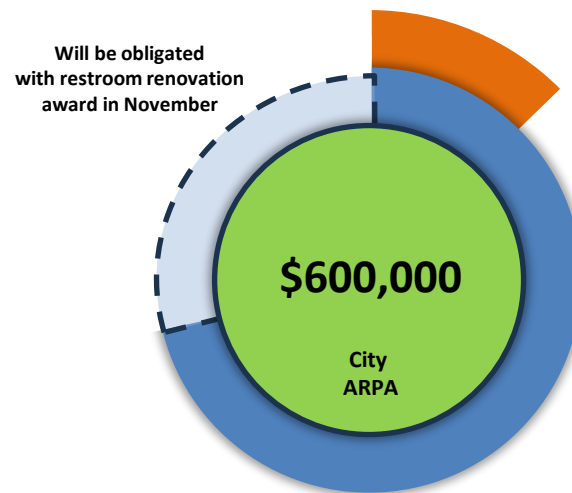 Will be obligated
with restroom renovation
award in November
$600,000
City
ARPA